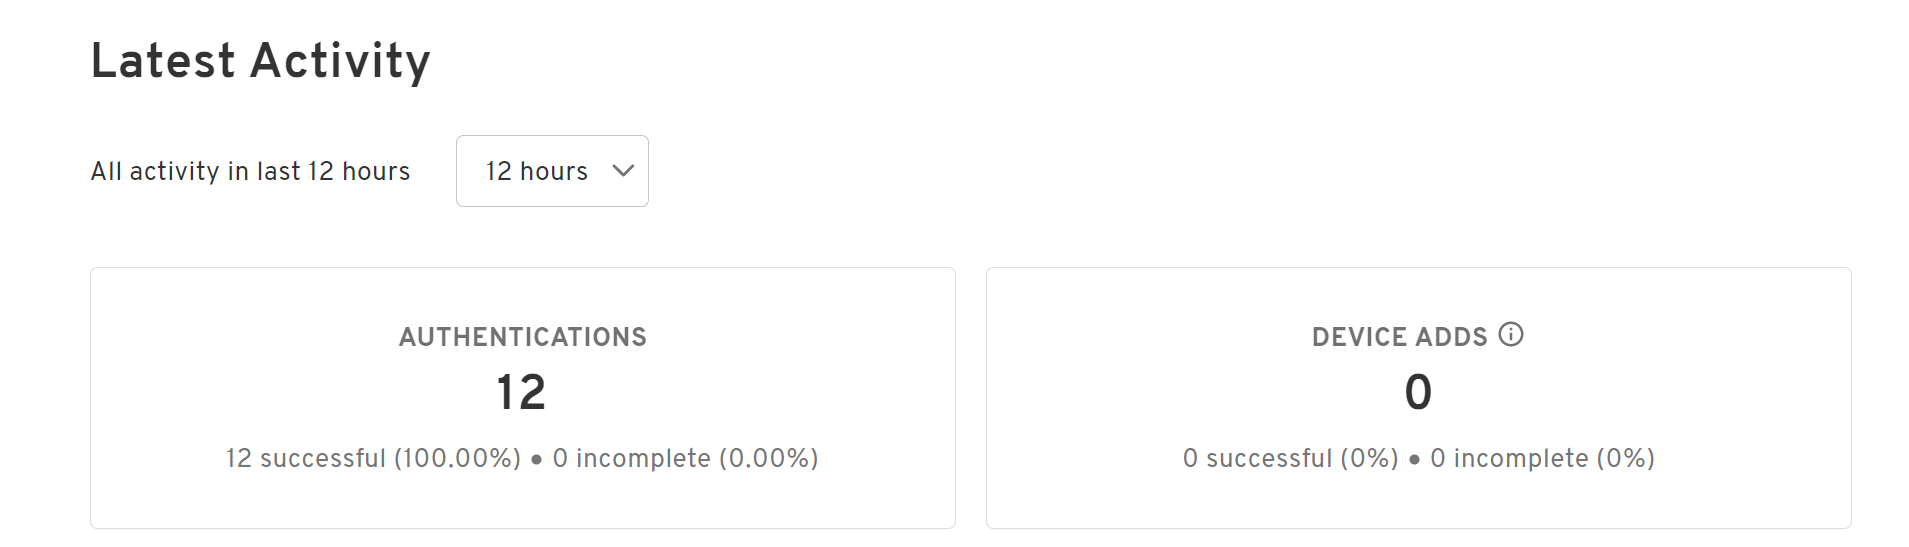 Latest Activity
All activity in last 12 hours
12 hours
AUTHENTICATIONS
12
12 successful (100.00%) ● 0 incomplete (0.00%)
DEVICE ADDS
0
0 successful (0%) ● 0 incomplete (0%)